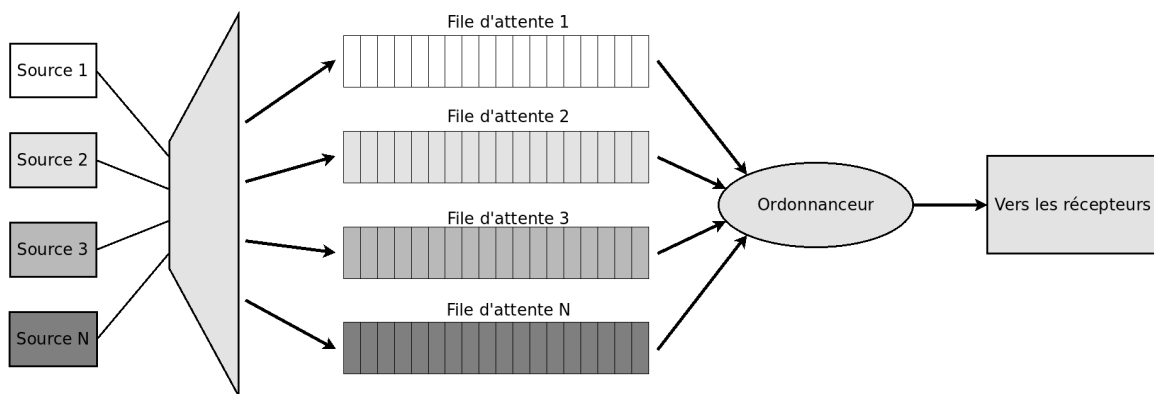 Source 1
Source 2
Source 3
Source N
File d'attente 1
File d'attente 2
File d'attente 3
File d'attente N
Ordonnanceur
Vers les récepteurs